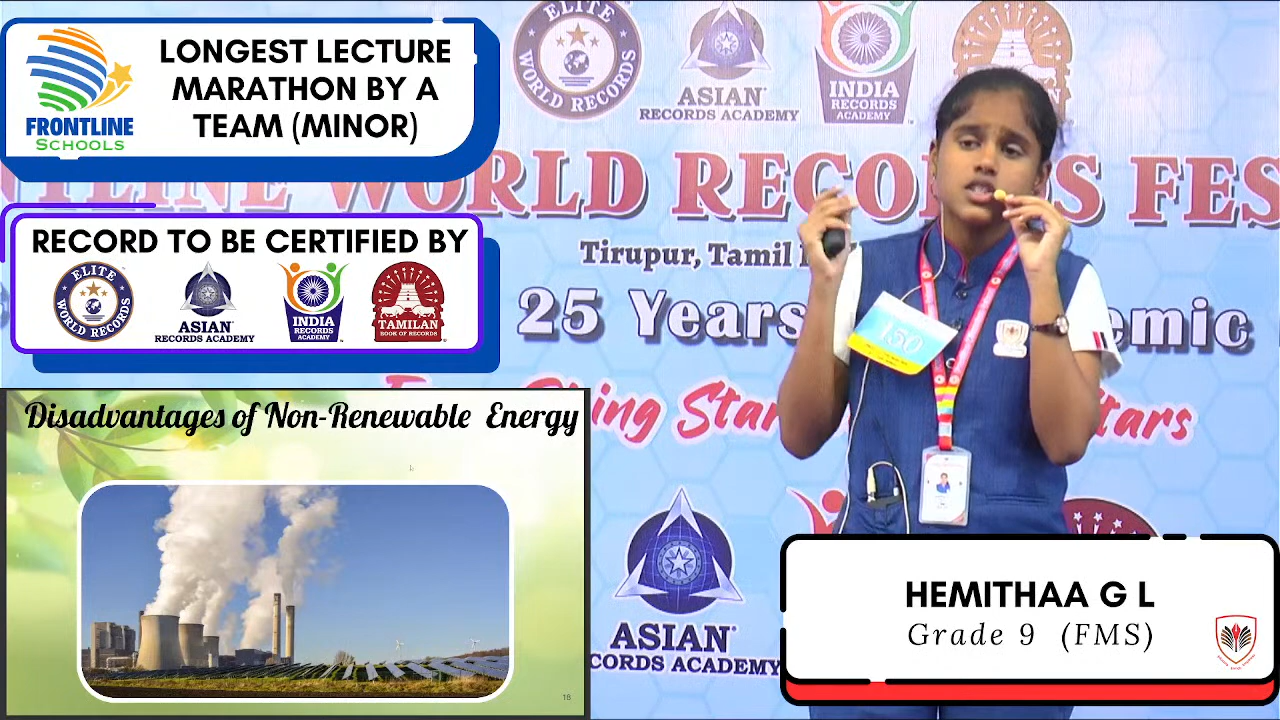 FRONTLINE
SCHOOLS
LONGEST LECTURE
MARATHON BY A
TEAM (MINOR)
RECORD TO BE CERTIFIED BY
ELITE
WORLD RECORDS
ASIAN
RECORDS ACADEMY
INDIA
RECORDS
ACADEMY
TAMILAN
BOOK OF RECORDS
ELITE
WORLD RECORDS
ASIAN
RECORDS ACADEMY
INDIA
RECORDS
ACADEMY
WORLD RECORDS FES
Tirupur, Tamil
25 Years
emic
ing Star
tars
150
ASIAN
CORDS ACADEMY
Disadvantages of Non-Renewable Energy
18
HEMITHAA G L
Grade 9 (FMS)